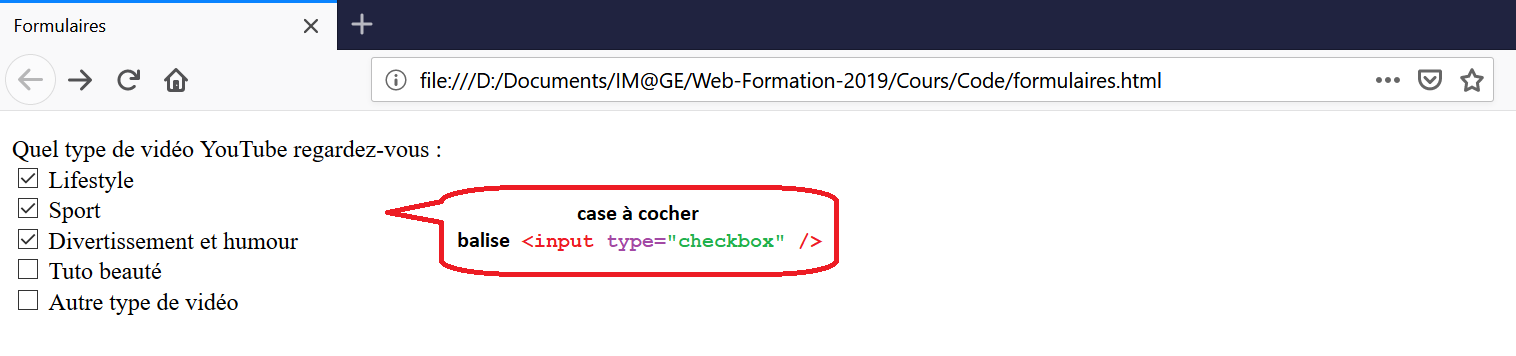 Formulaires
file:///D:/Documents/IM@GE/Web-Formation-2019/Cours/Code/formulaires.html
Quel type de vidéo YouTube regardez-vous :
Lifestyle
Sport
Divertissement et humour
Tuto beauté
Autre type de vidéo
case à cocher
balise <input type="checkbox" />